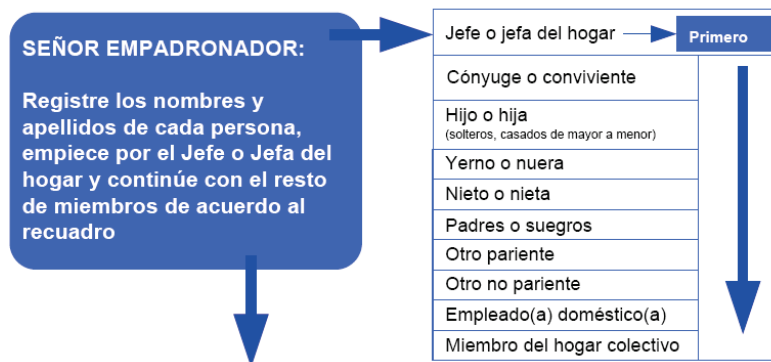 SEÑOR EMPADRONADOR:
Registre los nombres y
apellidos de cada persona,
empiece por el Jefe o Jefa del
hogar y continúe con el resto
de miembros de acuerdo al
recuadro
Jefe o jefa del hogar
Primero
Cónyuge o conviviente
Hijo o hija
(solteros, casados de mayor a menor)
Yerno o nuera
Nieto o nieta
Padres o suegros
Otro pariente
Otro no pariente
Empleado(a) doméstico(a)
Miembro del hogar colectivo